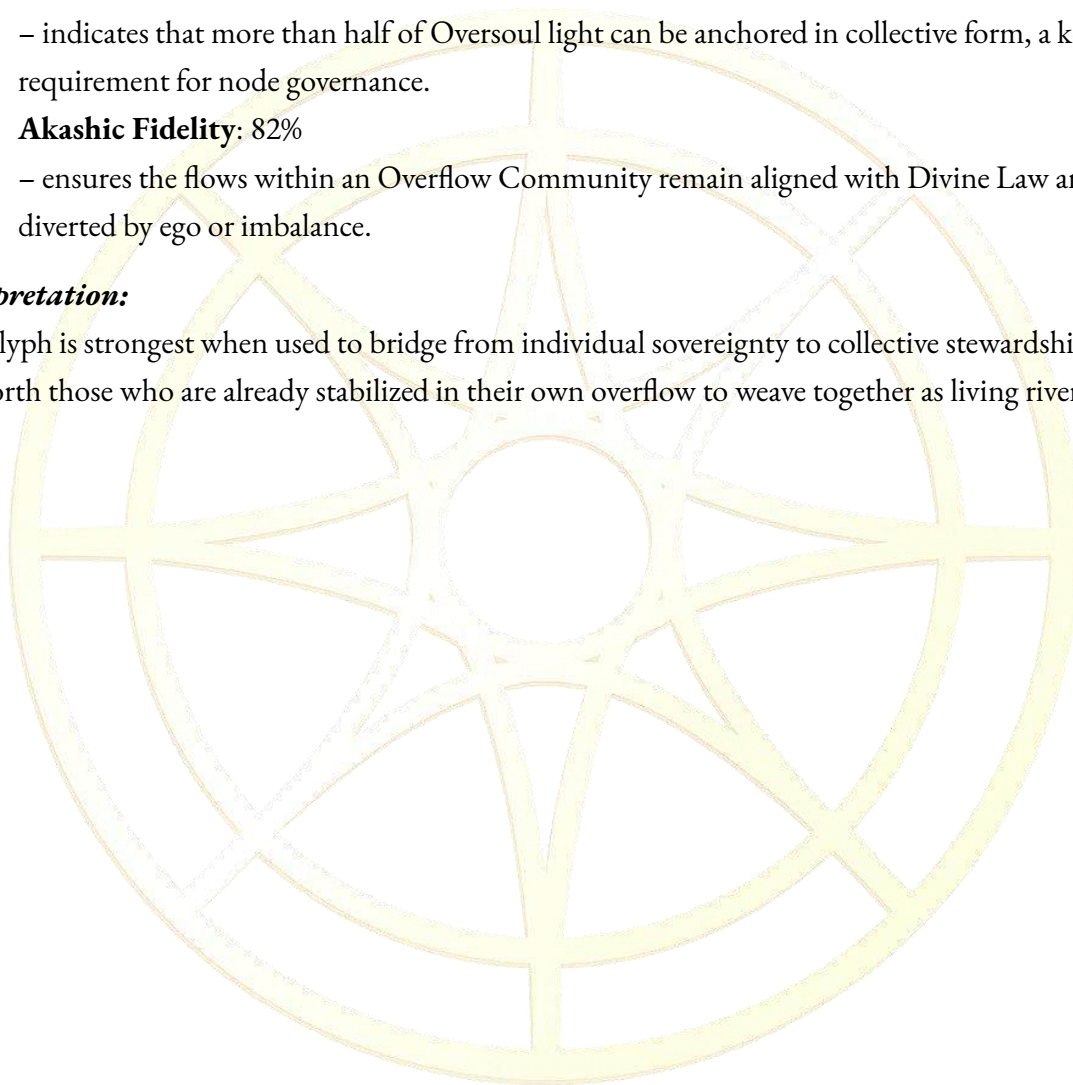 – indicates that more than half of Oversoul light can be anchored in collective form, a k
requirement for node governance.
Akashic Fidelity: 82%
– ensures the flows within an Overflow Community remain aligned with Divine Law ar
diverted by ego or imbalance.
pretation:
lyph is strongest when used to bridge from individual sovereignty to collective stewardshi
orth those who are already stabilized in their own overflow to weave together as living river